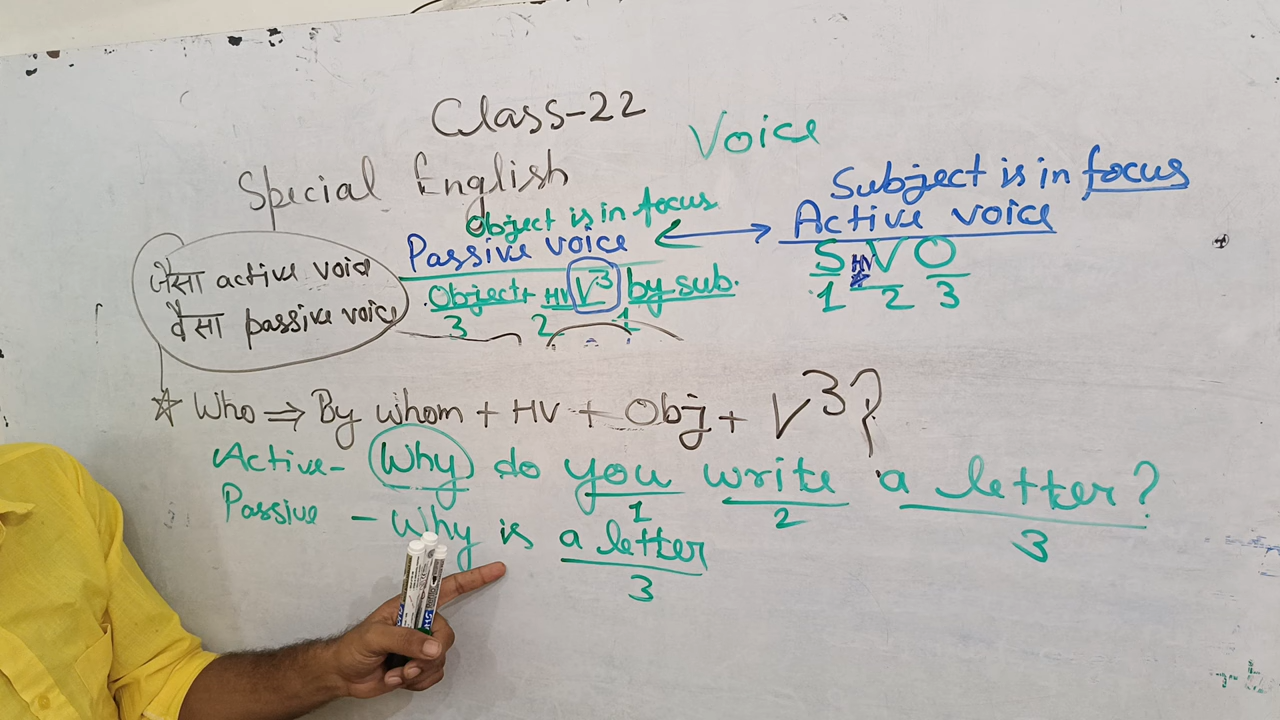 Class-22
Voice
Special English
Subject is in focus
Object is in focus
Active voice
Passive voice
S HV V O
1 2 3
Object + HV V³ by sub.
3 2 1
जैसा active voice
वैसा passive voice
Who ⇒ By whom + HV + Obj + V³?
Active - Why do you write a letter?
1 2 3
Passive - Why is a letter
3